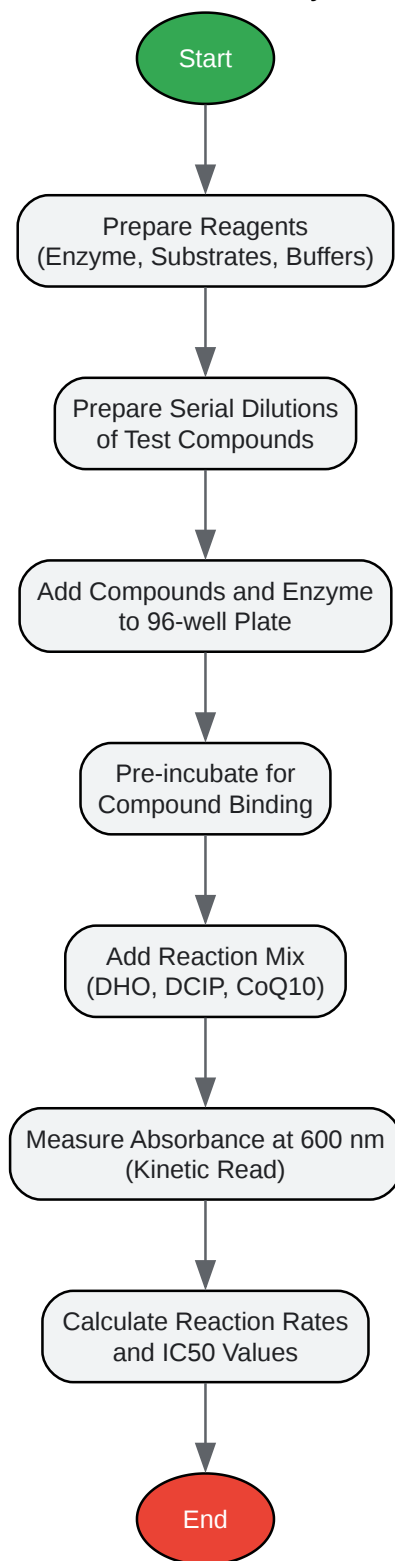 Start
Prepare Reagents
(Enzyme, Substrates, Buffers)
Prepare Serial Dilutions
of Test Compounds
Add Compounds and Enzyme
to 96-well Plate
Pre-incubate for
Compound Binding
Add Reaction Mix
(DHO, DCIP, CoQ10)
Measure Absorbance at 600 nm
(Kinetic Read)
Calculate Reaction Rates
and IC50 Values
End